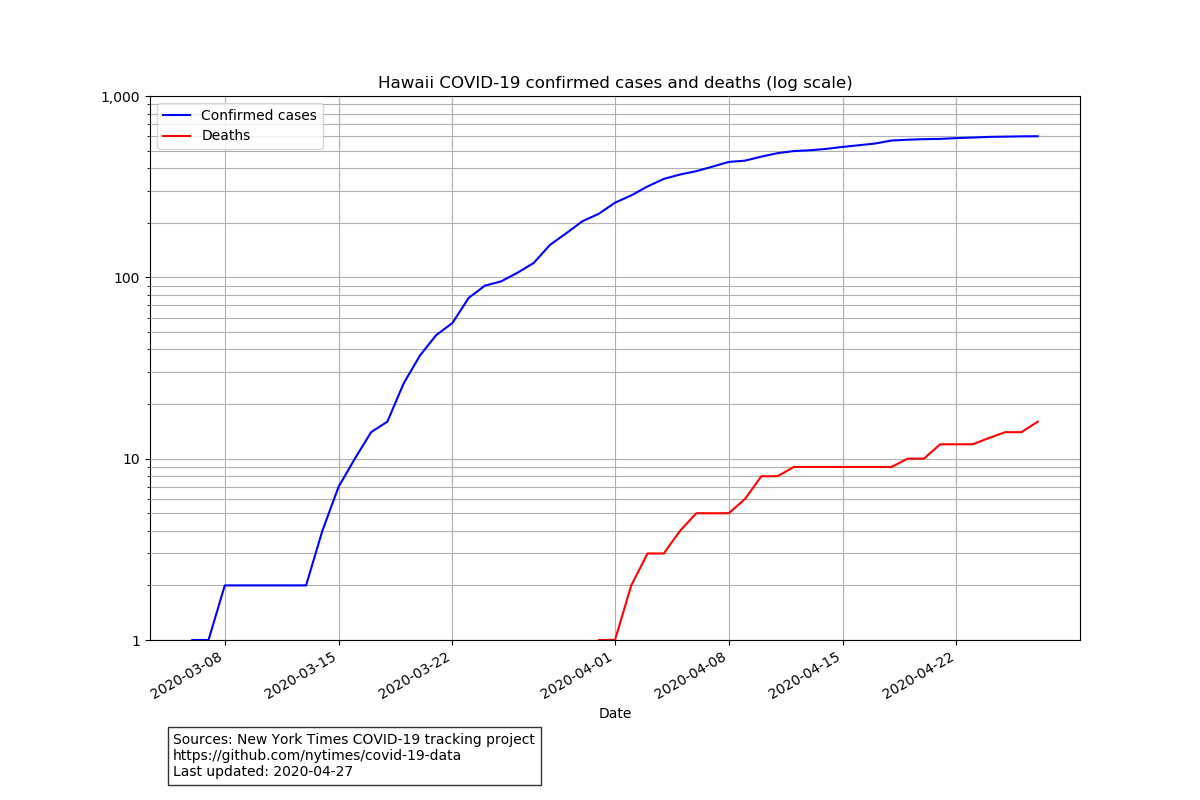 Hawaii COVID-19 confirmed cases and deaths (log scale)
1,000
100
10
1
Confirmed cases
Deaths
2020-03-08
2020-03-15
2020-03-22
2020-04-01
2020-04-08
2020-04-15
2020-04-22
Date
Sources: New York Times COVID-19 tracking project
https://github.com/nytimes/covid-19-data
Last updated: 2020-04-27